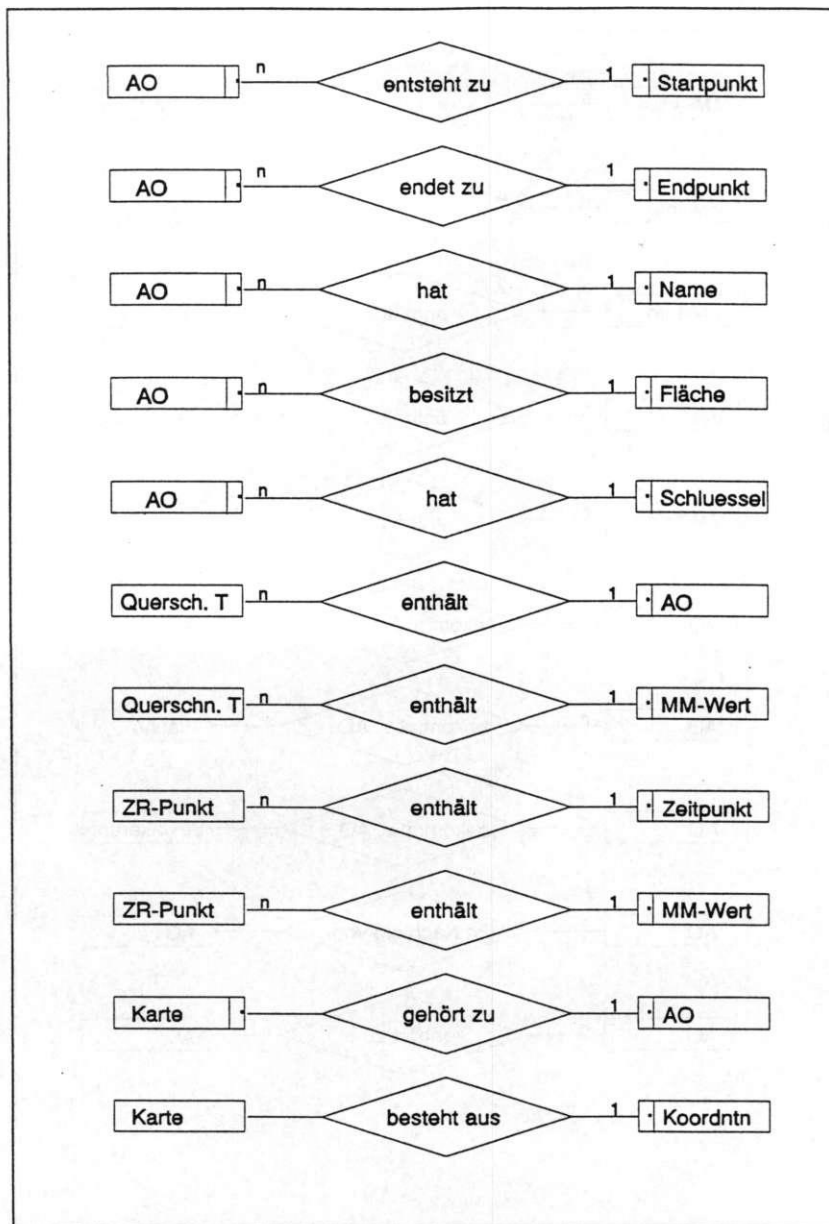 AO n entsteht zu 1 Startpunkt
AO n endet zu 1 Endpunkt
AO n hat 1 Name
AO n besitzt 1 Fläche
AO n hat 1 Schluessel
Quersch. T n enthält 1 AO
Querschn. T n enthält 1 MM-Wert
ZR-Punkt n enthält 1 Zeitpunkt
ZR-Punkt n enthält 1 MM-Wert
Karte gehört zu 1 AO
Karte besteht aus 1 Koordntn